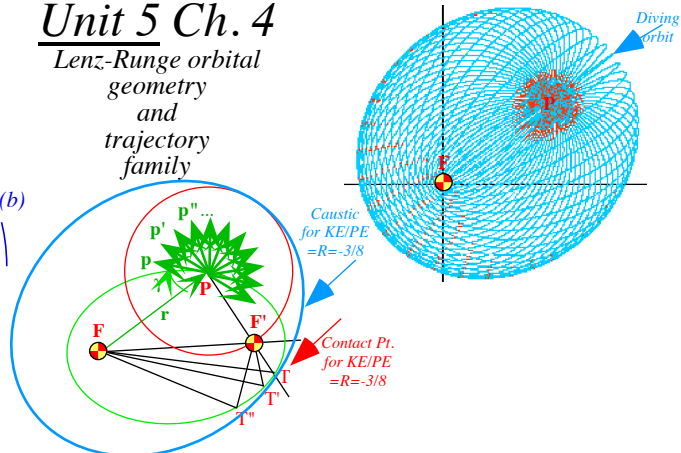 Unit 5 Ch. 4
Lenz-Runge orbital
geometry
and
trajectory
family
(b)
Diving
orbit
P
F
p"...
p'
p
P
r
F
F'
T
T'
T"
Caustic
for KE/PE
=R=-3/8
Contact Pt.
for KE/PE
=R=-3/8